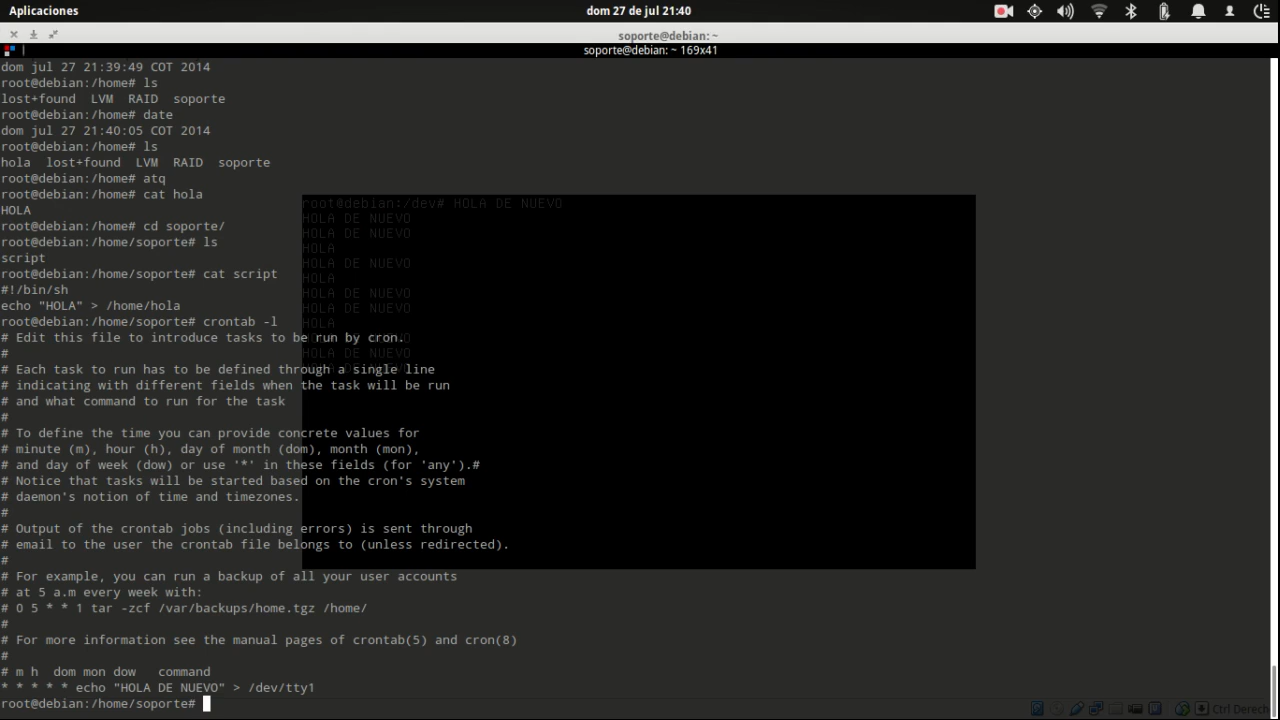 Aplicaciones
dom 27 de jul 21:40
soporte@debian: ~
soporte@debian: ~ 169x41
dom jul 27 21:39:49 COT 2014
root@debian:/home# ls
lost+found  LVM  RAID  soporte
root@debian:/home# date
dom jul 27 21:40:05 COT 2014
root@debian:/home# ls
hola  lost+found  LVM  RAID  soporte
root@debian:/home# atq
root@debian:/home# cat hola
HOLA
root@debian:/home# cd soporte/
root@debian:/home/soporte# ls
script
root@debian:/home/soporte# cat script
#!/bin/sh
echo "HOLA" > /home/hola
root@debian:/home/soporte# crontab -l
# Edit this file to introduce tasks to be run by cron.
#
# Each task to run has to be defined through a single line
# indicating with different fields when the task will be run
# and what command to run for the task
#
# To define the time you can provide concrete values for
# minute (m), hour (h), day of month (dom), month (mon),
# and day of week (dow) or use '*' in these fields (for 'any').#
# Notice that tasks will be started based on the cron's system
# daemon's notion of time and timezones.
#
# Output of the crontab jobs (including errors) is sent through
# email to the user the crontab file belongs to (unless redirected).
#
# For example, you can run a backup of all your user accounts
# at 5 a.m every week with:
# 0 5 * * 1 tar -zcf /var/backups/home.tgz /home/
#
# For more information see the manual pages of crontab(5) and cron(8)
#
# m h  dom mon dow   command
* * * * * echo "HOLA DE NUEVO" > /dev/tty1
root@debian:/home/soporte#
root@debian:/dev# HOLA DE NUEVO
HOLA DE NUEVO
HOLA DE NUEVO
HOLA
HOLA DE NUEVO
HOLA
HOLA DE NUEVO
HOLA DE NUEVO
HOLA
HOLA DE NUEVO
HOLA DE NUEVO
Ctrl Derech